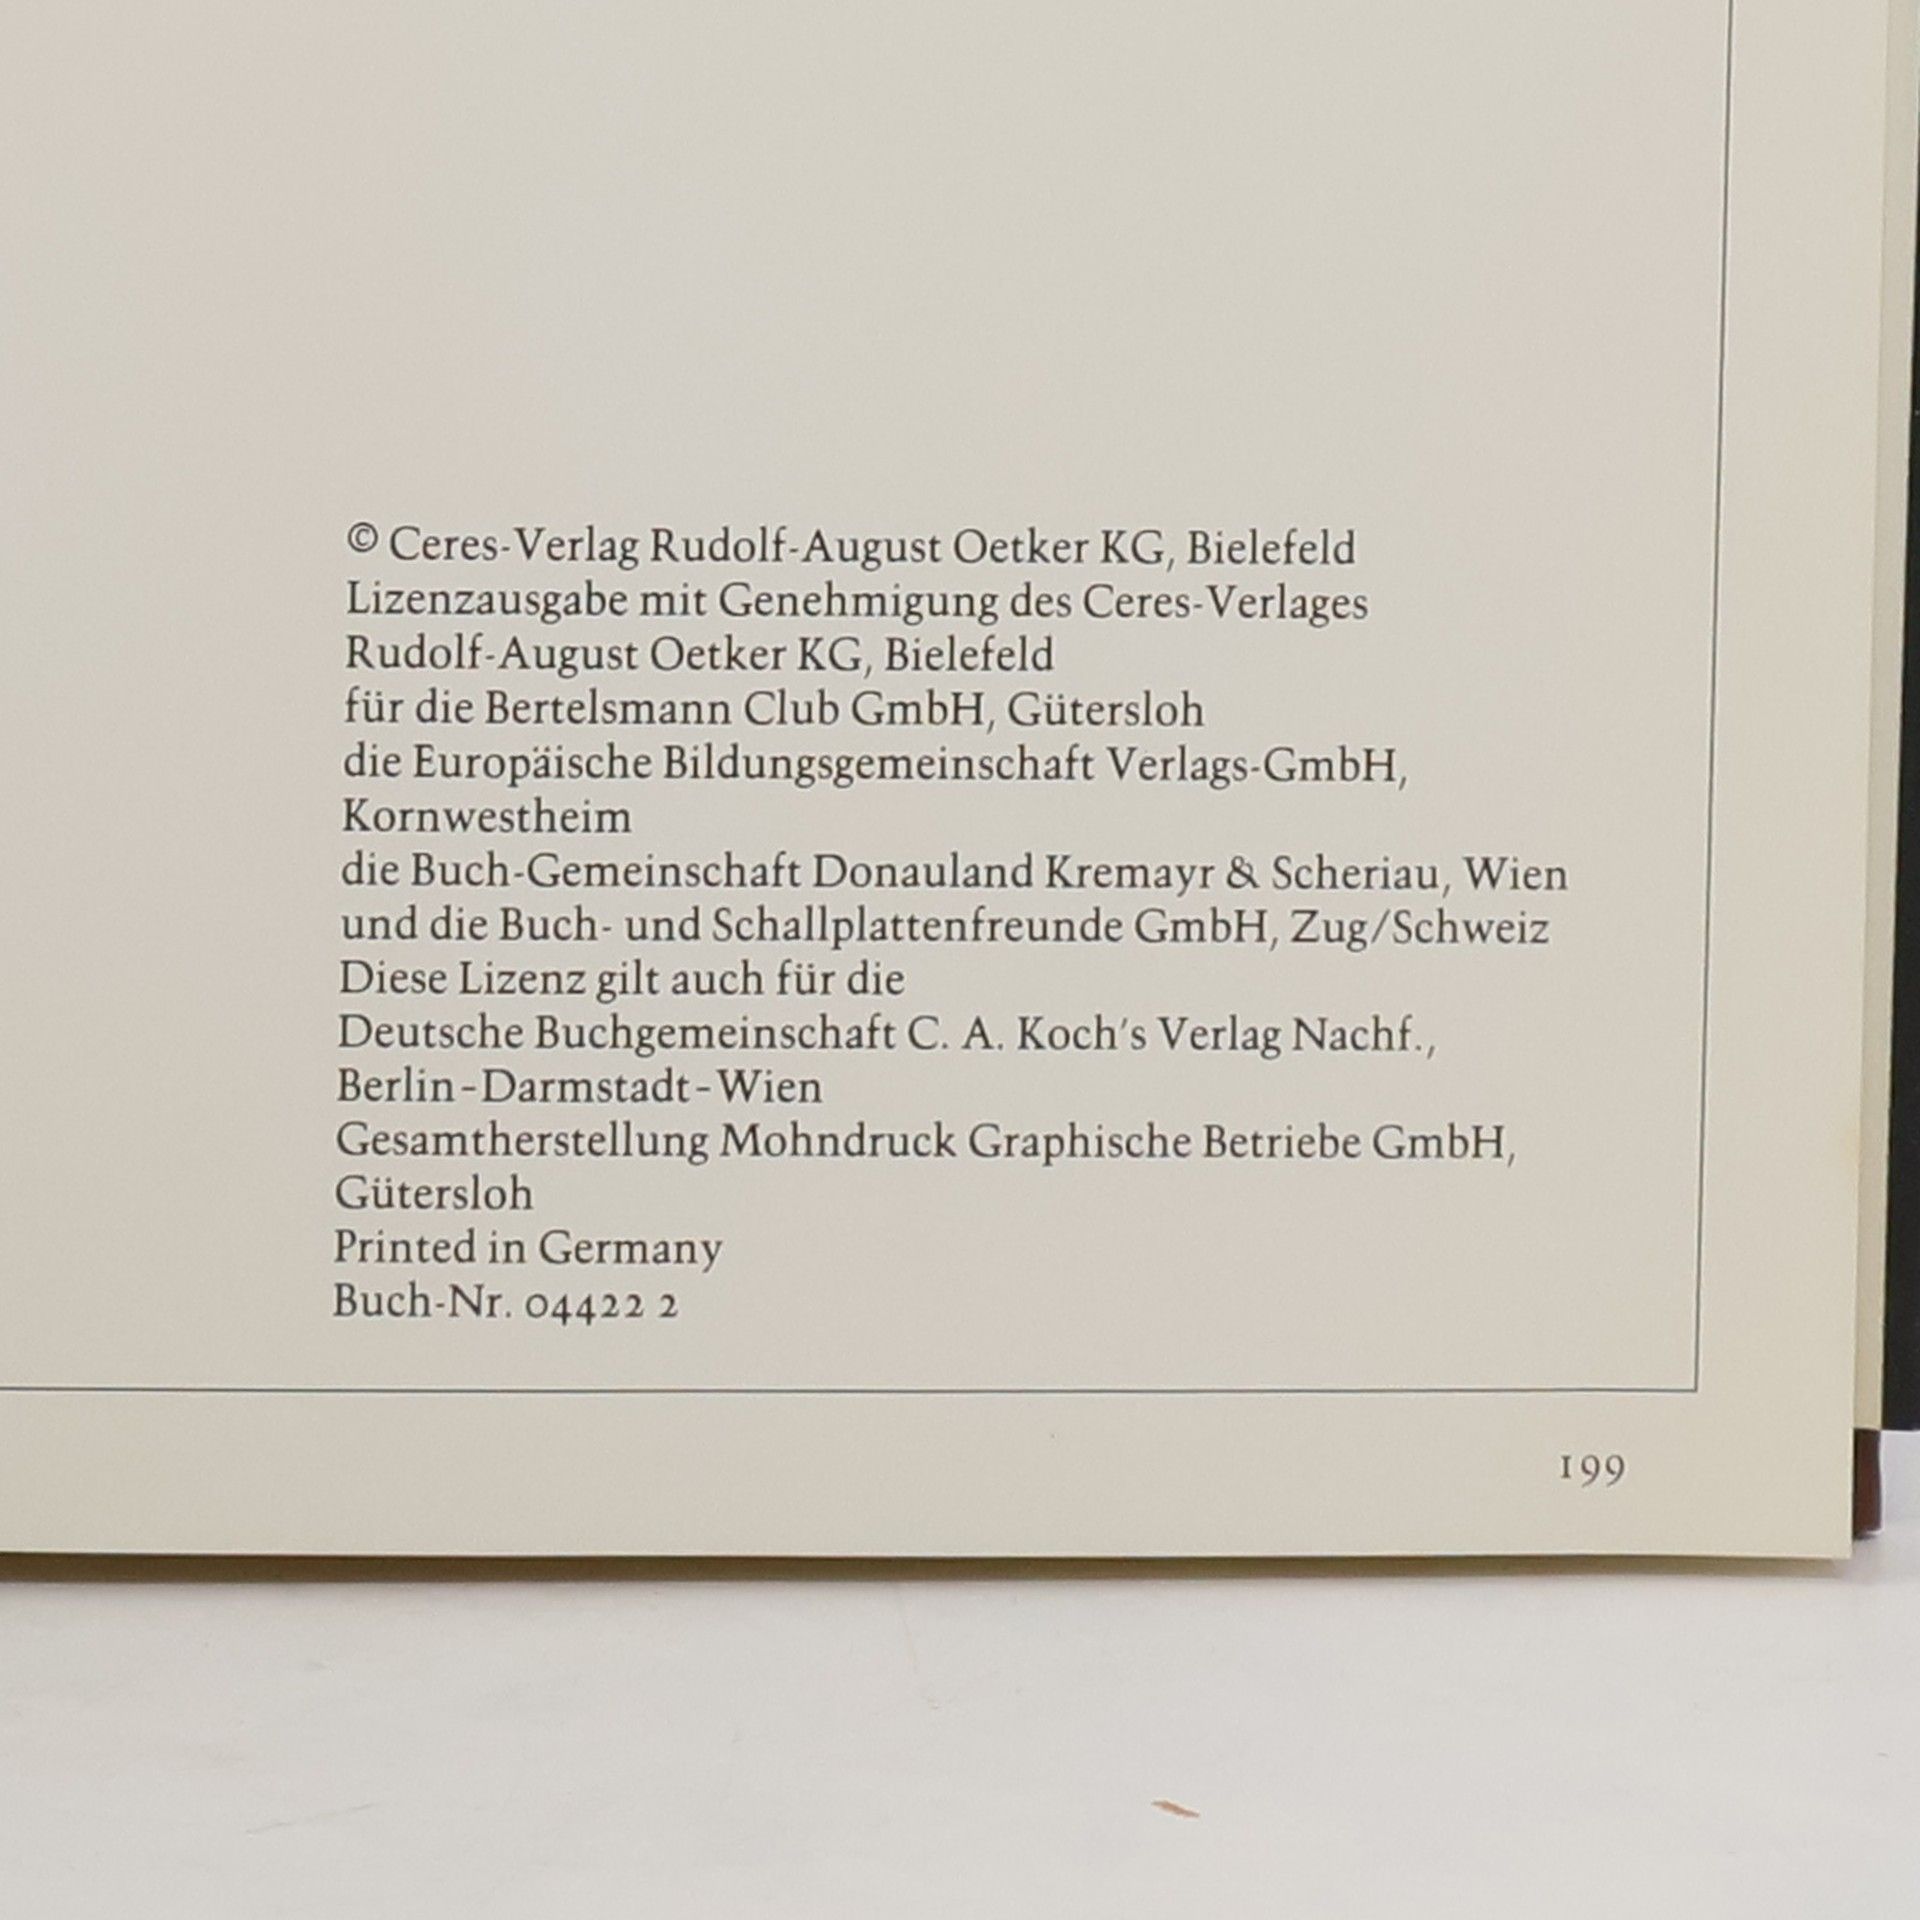 © Ceres-Verlag Rudolf-August Oetker KG, Bielefeld
Lizenzausgabe mit Genehmigung des Ceres-Verlages
Rudolf-August Oetker KG, Bielefeld
für die Bertelsmann Club GmbH, Gütersloh
die Europäische Bildungsgemeinschaft Verlags-GmbH,
Kornwestheim
die Buch-Gemeinschaft Donauland Kremayr & Scheriau, Wien
und die Buch- und Schallplattenfreunde GmbH, Zug/Schweiz
Diese Lizenz gilt auch für die
Deutsche Buchgemeinschaft C. A. Koch's Verlag Nachf.,
Berlin–Darmstadt–Wien
Gesamtherstellung Mohndruck Graphische Betriebe GmbH,
Gütersloh
Printed in Germany
Buch-Nr. 04422 2
199